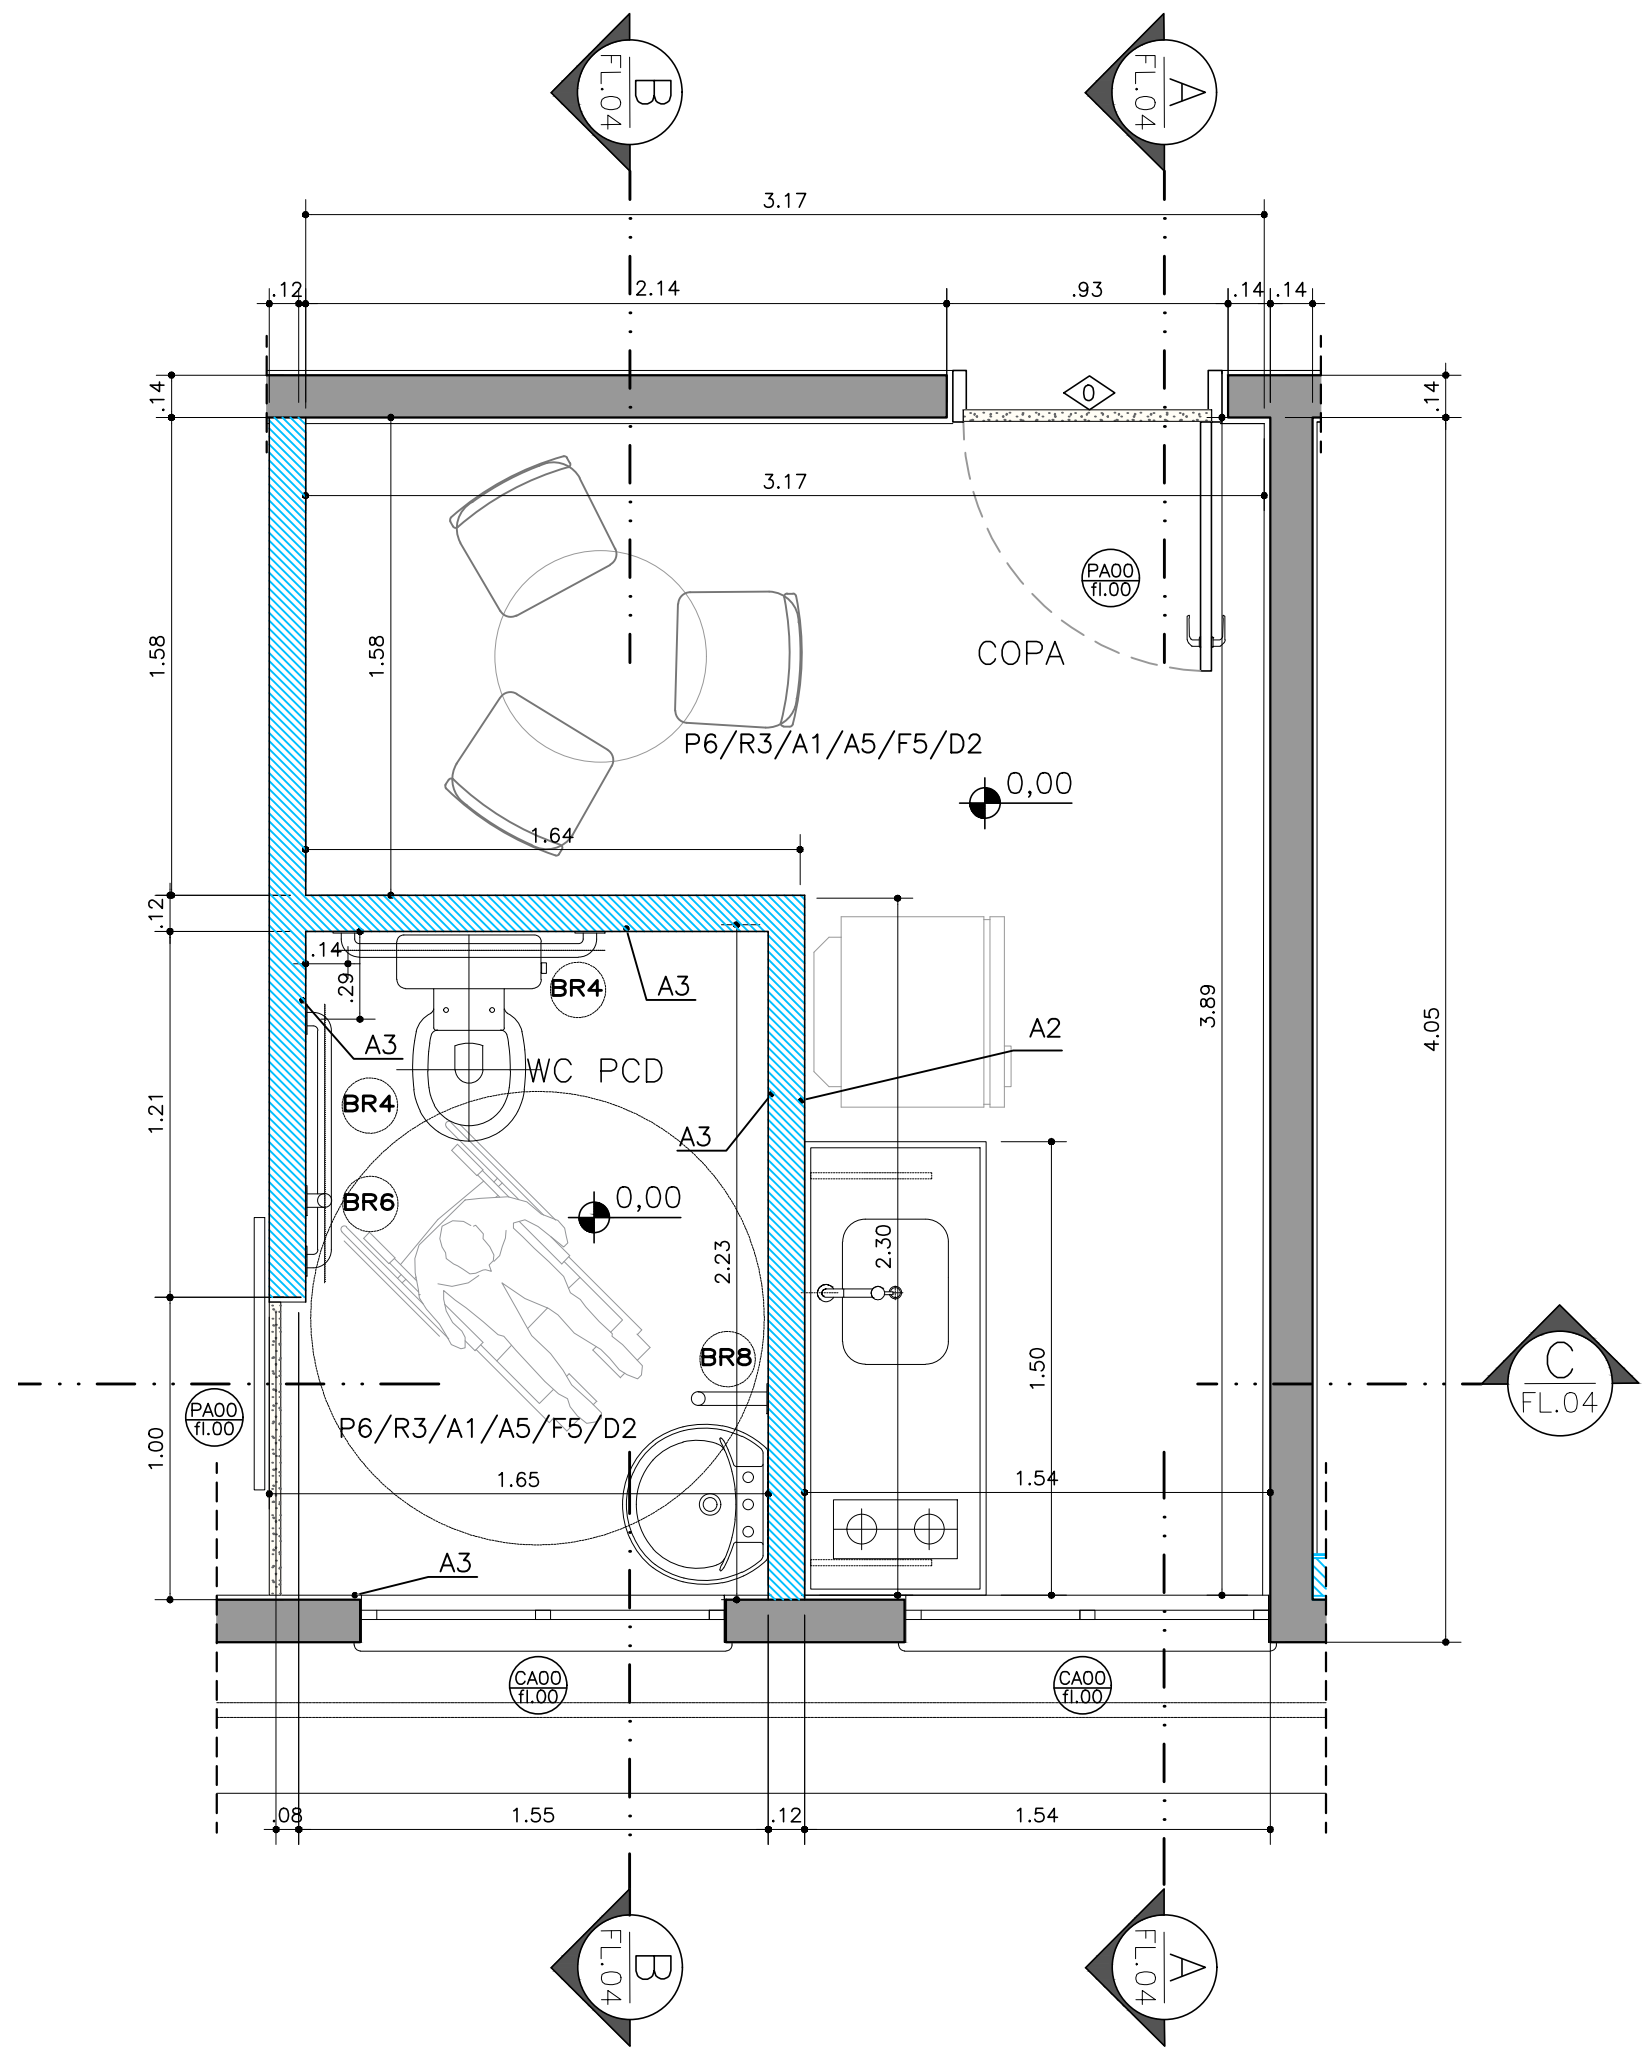 B
FL.04
A
FL.04
3.17
.12
2.14
.93
.14
.14
.14
0
.14
3.17
PA00
fl.00
1.58
1.58
COPA
P6/R3/A1/A5/F5/D2
0,00
1.64
.12
.14
.29
BR4
A3
A3
3.89
4.05
A2
WC PCD
BR4
1.21
A3
BR6
0,00
2.23
2.30
BR8
1.50
C
FL.04
PA00
fl.00
P6/R3/A1/A5/F5/D2
1.00
1.65
1.54
A3
CA00
fl.00
CA00
fl.00
.08
1.55
.12
1.54
B
FL.04
A
FL.04